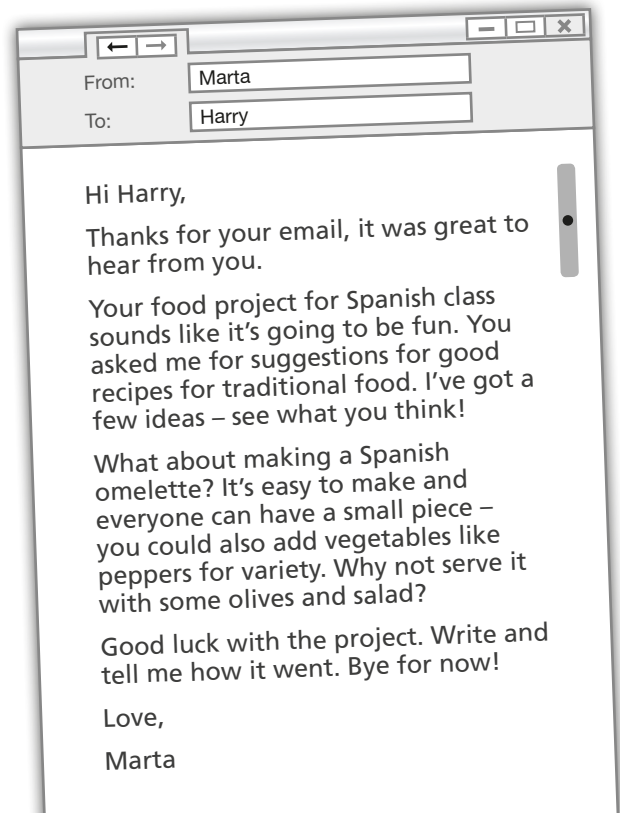 From:
Marta
To:
Harry
Hi Harry,
Thanks for your email, it was great to
hear from you.
Your food project for Spanish class
sounds like it’s going to be fun. You
asked me for suggestions for good
recipes for traditional food. I’ve got a
few ideas – see what you think!
What about making a Spanish
omelette? It’s easy to make and
everyone can have a small piece –
you could also add vegetables like
peppers for variety. Why not serve it
with some olives and salad?
Good luck with the project. Write and
tell me how it went. Bye for now!
Love,
Marta